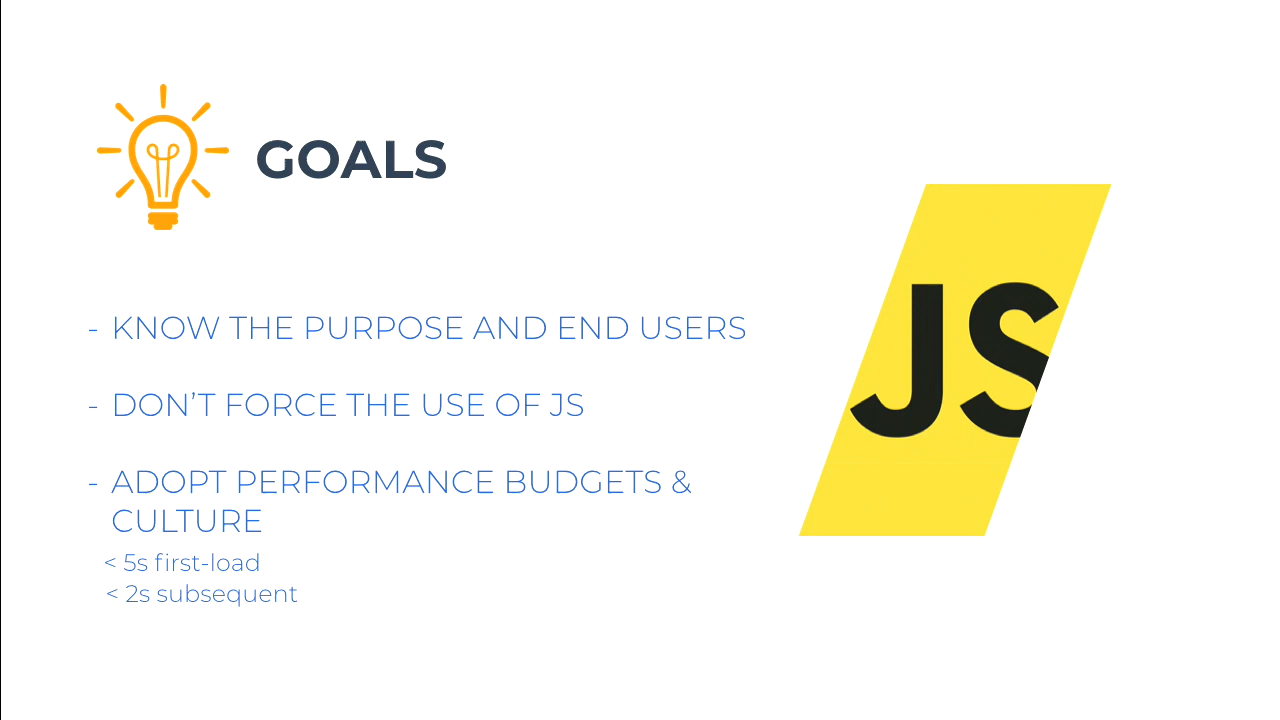 GOALS
- KNOW THE PURPOSE AND END USERS
- DON’T FORCE THE USE OF JS
- ADOPT PERFORMANCE BUDGETS &
CULTURE
< 5s first-load
< 2s subsequent
JS